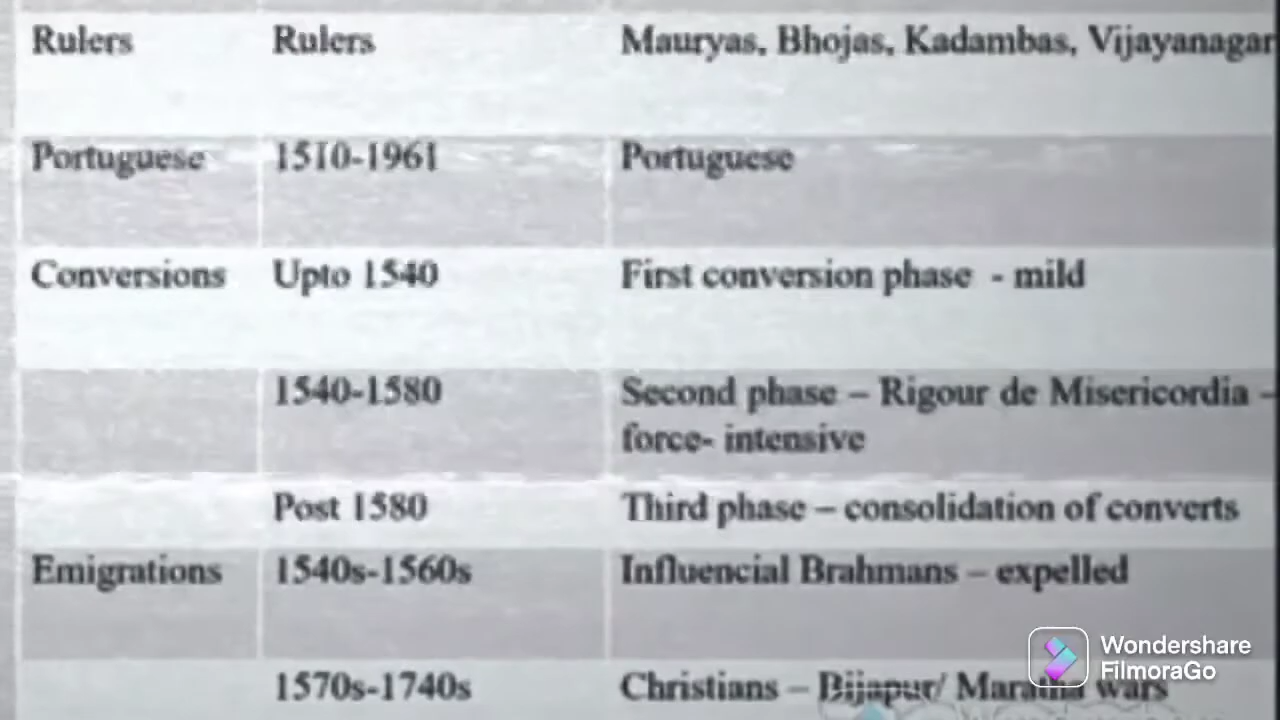 Rulers Rulers Mauryas, Bhojas, Kadambas, Vijayanagar
Portuguese 1510-1961 Portuguese
Conversions Upto 1540 First conversion phase - mild
1540-1580 Second phase – Rigour de Misericordia –
force- intensive
Post 1580 Third phase – consolidation of converts
Emigrations 1540s-1560s Influencial Brahmans – expelled
1570s-1740s Christians – Bijapur/ Maratha wars
Wondershare
FilmoraGo